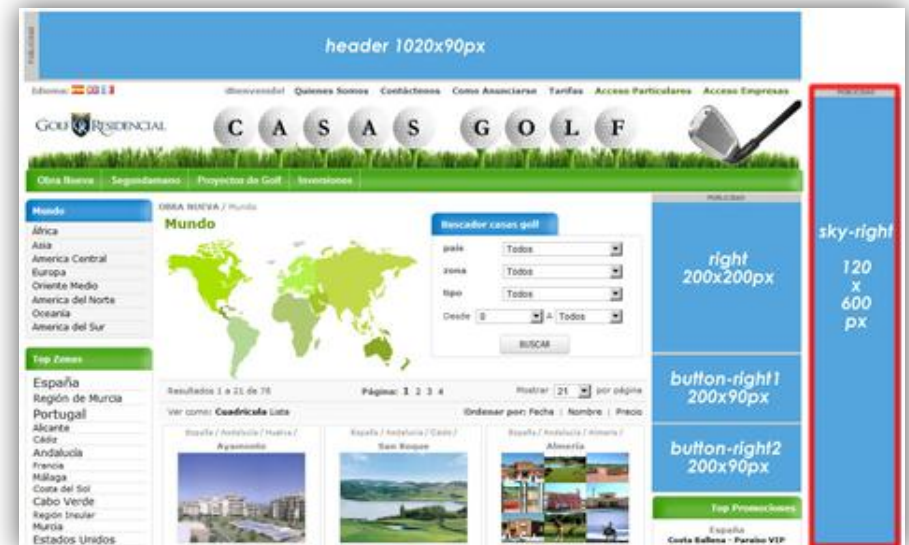 PUBLICIDAD
header 1020x90px
Idioma:
¡Bienvenido! Quienes Somos Contáctenos Como Anunciarse Tarifas Acceso Particulares Acceso Empresas
PUBLICIDAD
GOLF RESIDENCIAL
CASAS GOLF
Obra Nueva Segundamano Proyectos de Golf Inversiones
Mundo
África
Asia
America Central
Europa
Oriente Medio
America del Norte
Oceanía
America del Sur
Top Zonas
España
Región de Murcia
Portugal
Alicante
Cádiz
Andalucía
Francia
Málaga
Costa del Sol
Cabo Verde
Región Insular
Murcia
Estados Unidos
OBRA NUEVA / Mundo
Mundo
Buscador casas golf
país Todos
zona Todos
tipo Todos
Desde 0 A Todos
BUSCAR
Resultados 1 a 21 de 78 Página: 1 2 3 4 Mostrar 21 por página
Ver como: Cuadrícula Lista Ordenar por: Fecha | Nombre | Precio
España / Andalucía / Huelva /
Ayamonte
España / Andalucía / Cádiz /
San Roque
España / Andalucía / Almería /
Almería
PUBLICIDAD
right
200x200px
button-right1
200x90px
button-right2
200x90px
Top Promociones
España
Costa Ballena - Paraíso VIP
sky-right
120
x
600
px